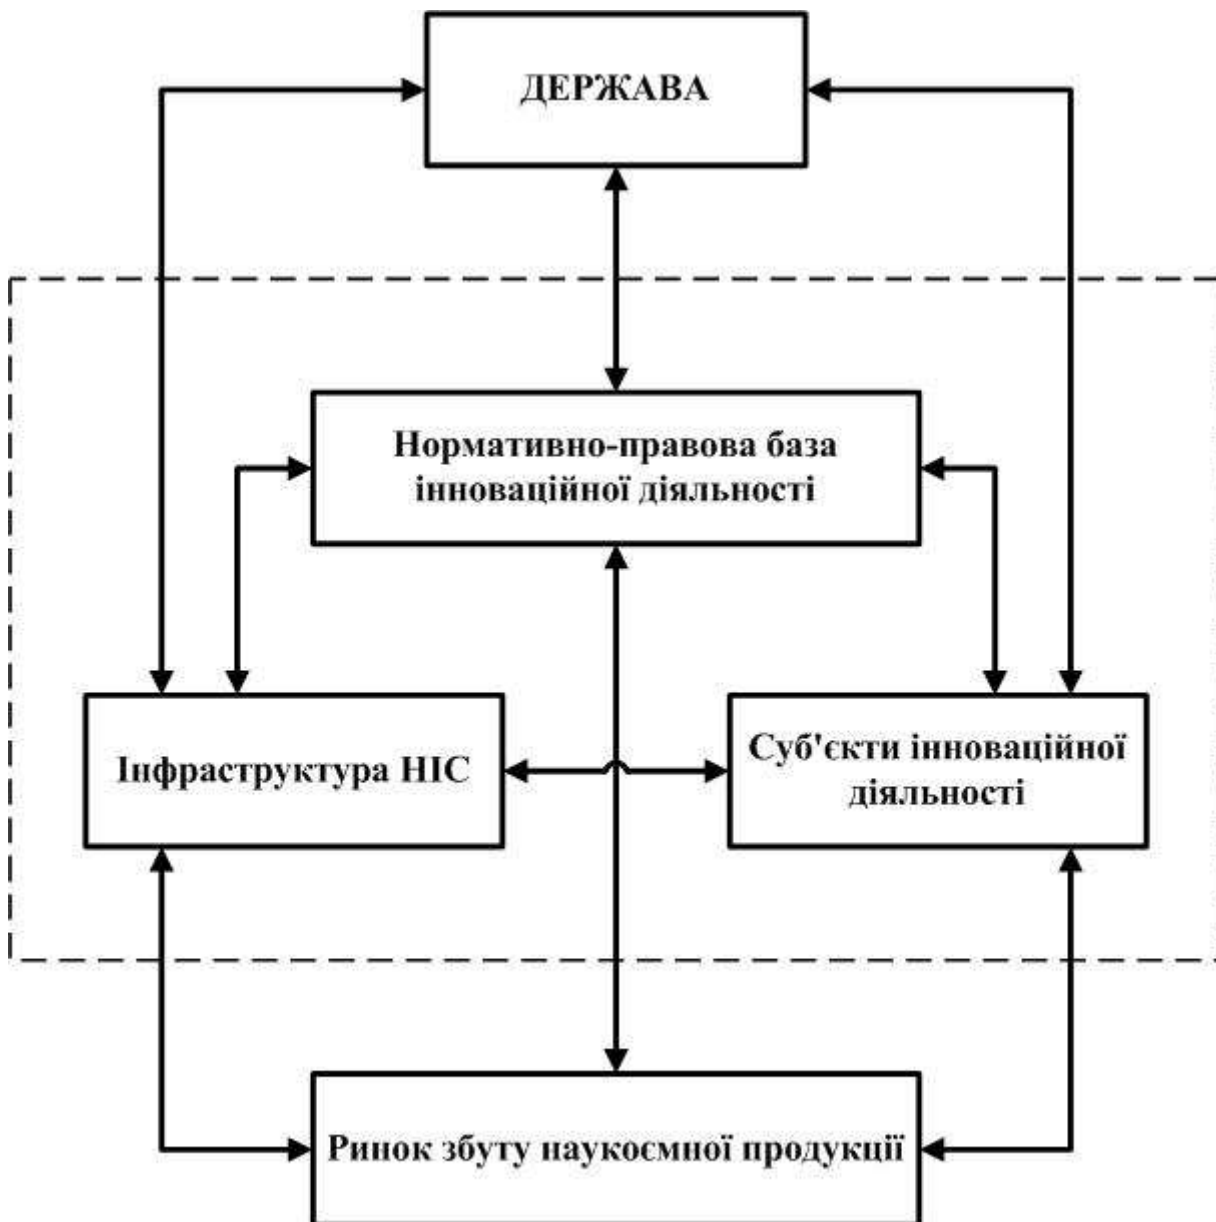 ДЕРЖАВА
Нормативно-правова база
інноваційної діяльності
Інфраструктура НІС
Суб'єкти інноваційної
діяльності
Ринок збуту наукоємної продукції